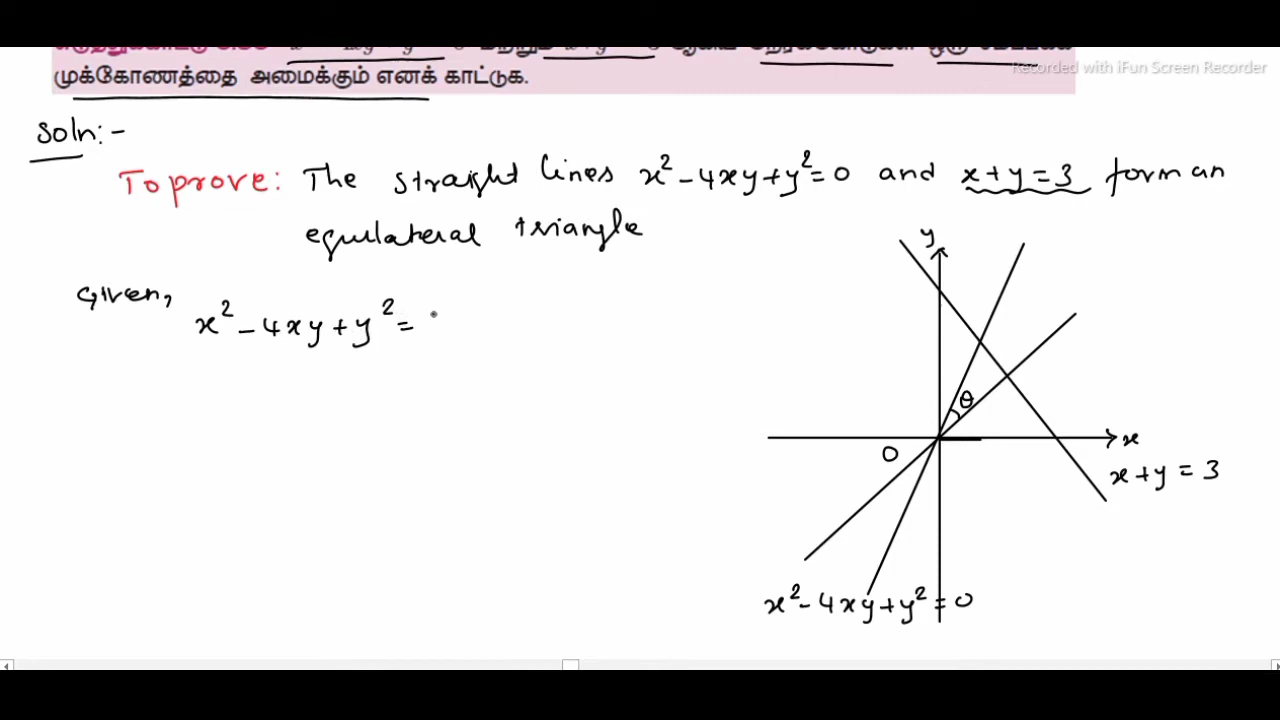 முக்கோணத்தை அமைக்கும் எனக் காட்டுக.
Recorded with iFun Screen Recorder
Soln:-
To prove: The straight lines x² - 4xy + y² = 0 and x + y = 3 form an
equilateral triangle
Given,
x² - 4xy + y² =
y
θ
x
O
x + y = 3
x² - 4xy + y² = 0